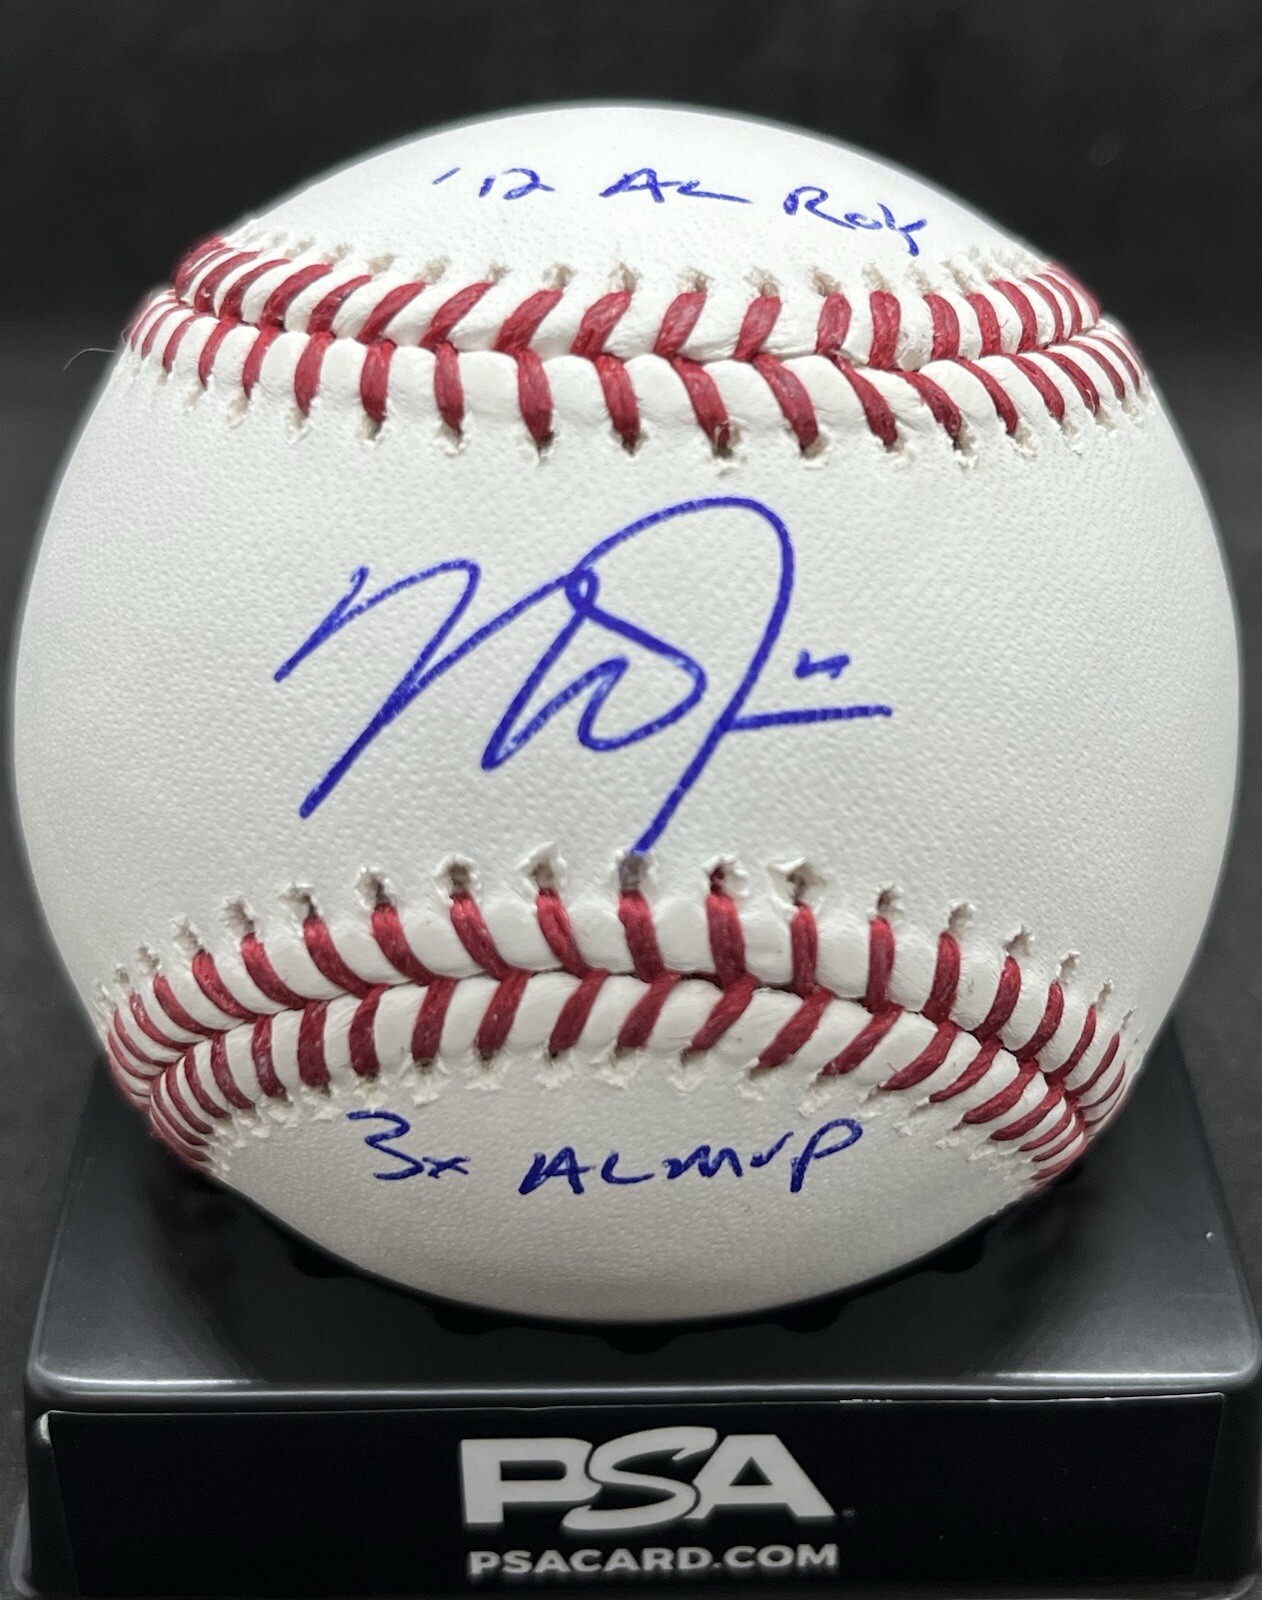 '12 AL ROY
3x AL MVP
PSA
PSACARD.COM